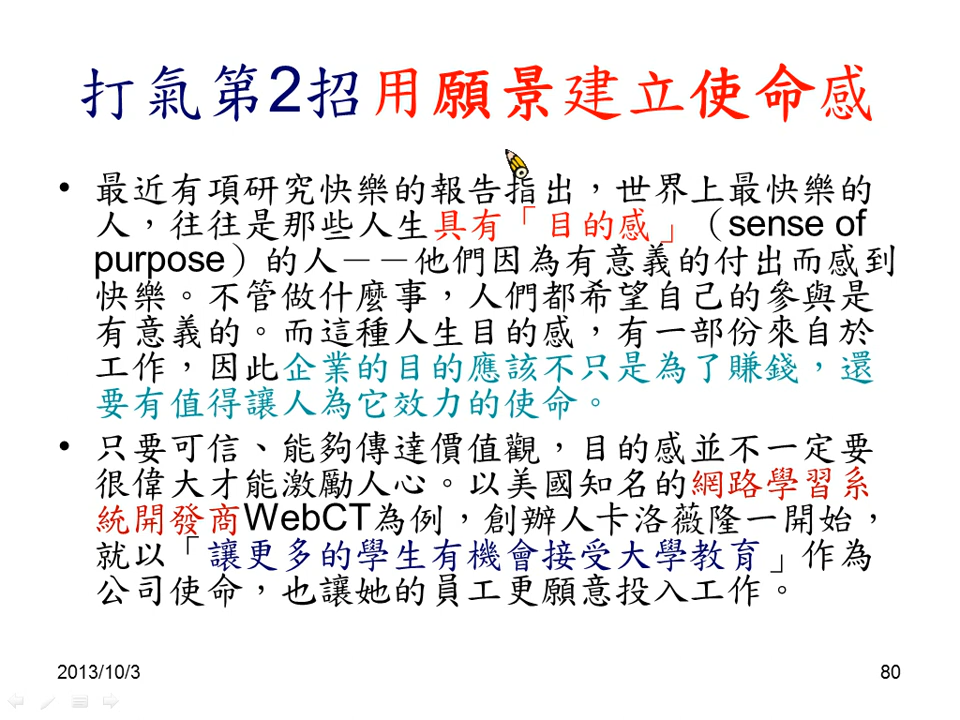 打氣第2招用願景建立使命感
• 最近有項研究快樂的報告指出，世界上最快樂的
人，往往是那些人生具有「目的感」（sense of
purpose）的人－－他們因為有意義的付出而感到
快樂。不管做什麼事，人們都希望自己的參與是
有意義的。而這種人生目的感，有一部份來自於
工作，因此企業的目的應該不只是為了賺錢，還
要有值得讓人為它效力的使命。
• 只要可信、能夠傳達價值觀，目的感並不一定要
很偉大才能激勵人心。以美國知名的網路學習系
統開發商WebCT為例，創辦人卡洛薇隆一開始，
就以「讓更多的學生有機會接受大學教育」作為
公司使命，也讓她的員工更願意投入工作。
2013/10/3
80